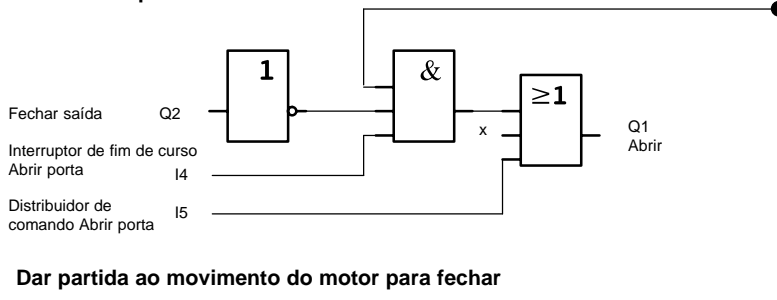 1
&
≥1
Fechar saída Q2
x
Q1
Abrir
Interruptor de fim de curso
Abrir porta I4
Distribuidor de
comando Abrir porta I5
Dar partida ao movimento do motor para fechar